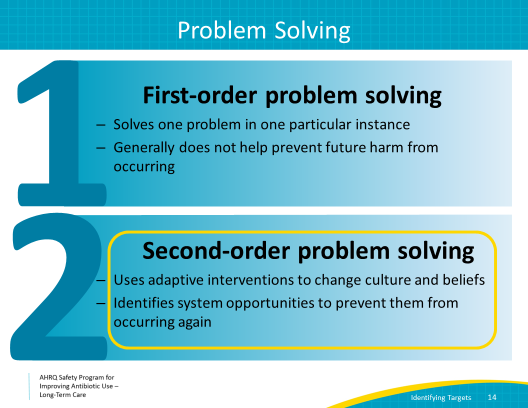 Problem Solving
1
First-order problem solving
– Solves one problem in one particular instance
– Generally does not help prevent future harm from
occurring
2
Second-order problem solving
– Uses adaptive interventions to change culture and beliefs
– Identifies system opportunities to prevent them from
occurring again
AHRQ Safety Program for
Improving Antibiotic Use –
Long-Term Care
Identifying Targets 14